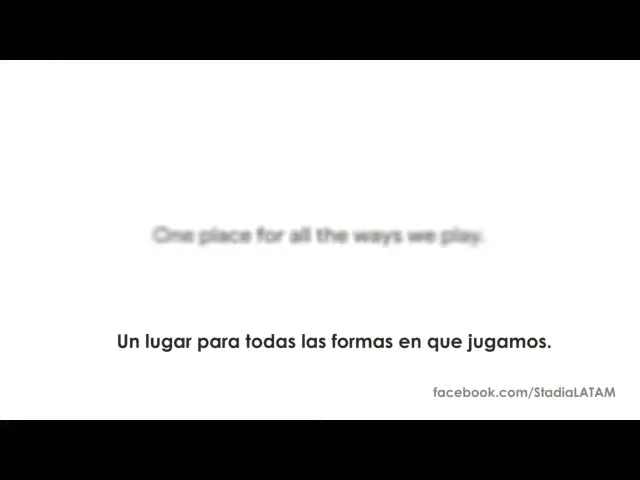 One place for all the ways we play.
Un lugar para todas las formas en que jugamos.
facebook.com/StadiaLATAM